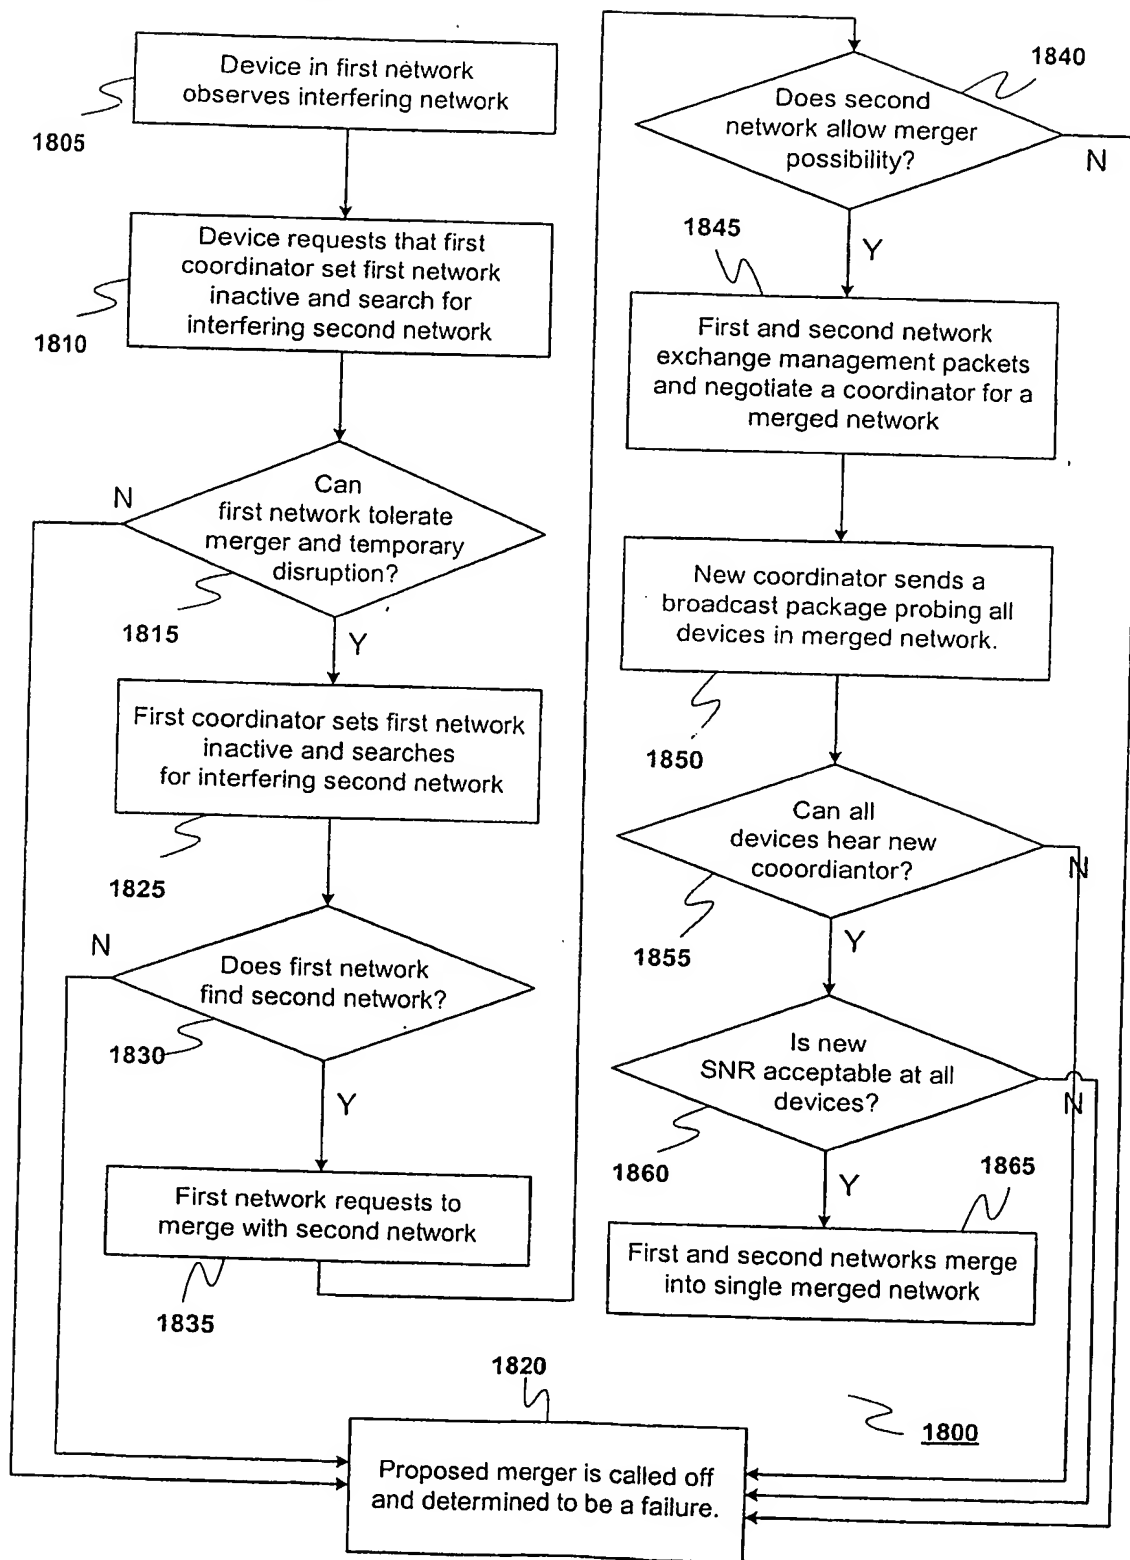 Device in first network
observes interfering network
1805
Device requests that first
coordinator set first network
inactive and search for
interfering second network
1810
Can
first network tolerate
merger and temporary
disruption?
N
1815
Y
First coordinator sets first network
inactive and searches
for interfering second network
1825
N
Does first network
find second network?
1830
Y
First network requests to
merge with second network
1835
1840
Does second
network allow merger
possibility?
N
1845
Y
First and second network
exchange management packets
and negotiate a coordinator for a
merged network
New coordinator sends a
broadcast package probing all
devices in merged network.
1850
Can all
devices hear new
cooordiantor?
N
1855
Y
Is new
SNR acceptable at all
devices?
N
1860
Y
1865
First and second networks merge
into single merged network
1820
1800
Proposed merger is called off
and determined to be a failure.